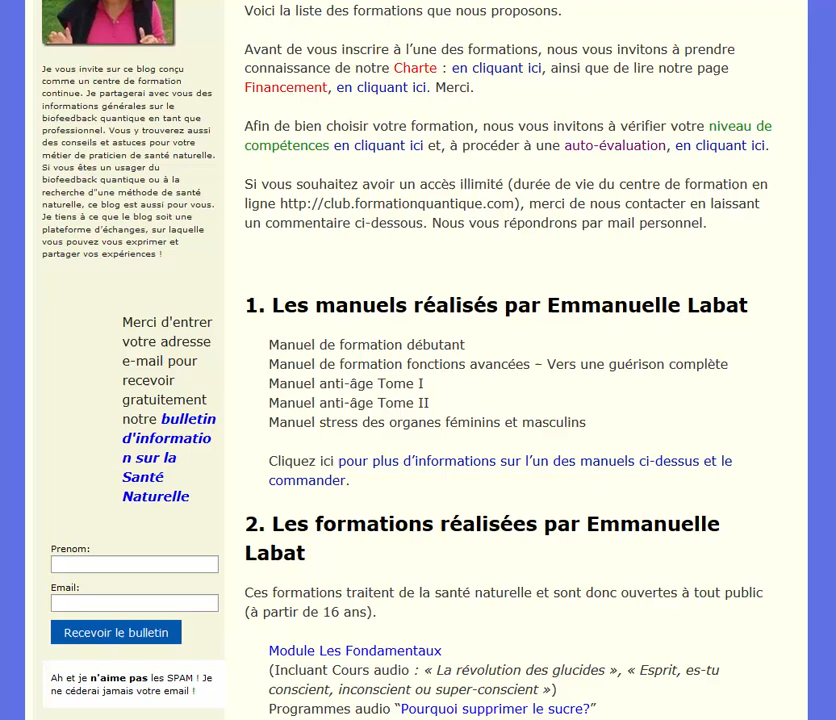 Je vous invite sur ce blog conçu
comme un centre de formation
continue. Je partagerai avec vous des
informations générales sur le
biofeedback quantique en tant que
professionnel. Vous y trouverez aussi
des conseils et astuces pour votre
métier de praticien de santé naturelle.
Si vous êtes un usager du
biofeedback quantique ou à la
recherche d"une méthode de santé
naturelle, ce blog est aussi pour vous.
Je tiens à ce que le blog soit une
plateforme d'échanges, sur laquelle
vous pouvez vous exprimer et
partager vos expériences !
Merci d'entrer
votre adresse
e-mail pour
recevoir
gratuitement
notre bulletin
d'informatio
n sur la
Santé
Naturelle
Prenom:
Email:
Recevoir le bulletin
Ah et je n'aime pas les SPAM ! Je
ne céderai jamais votre email !
Voici la liste des formations que nous proposons.
Avant de vous inscrire à l’une des formations, nous vous invitons à prendre
connaissance de notre Charte : en cliquant ici, ainsi que de lire notre page
Financement, en cliquant ici. Merci.
Afin de bien choisir votre formation, nous vous invitons à vérifier votre niveau de
compétences en cliquant ici et, à procéder à une auto-évaluation, en cliquant ici.
Si vous souhaitez avoir un accès illimité (durée de vie du centre de formation en
ligne http://club.formationquantique.com), merci de nous contacter en laissant
un commentaire ci-dessous. Nous vous répondrons par mail personnel.
1. Les manuels réalisés par Emmanuelle Labat
Manuel de formation débutant
Manuel de formation fonctions avancées – Vers une guérison complète
Manuel anti-âge Tome I
Manuel anti-âge Tome II
Manuel stress des organes féminins et masculins
Cliquez ici pour plus d’informations sur l’un des manuels ci-dessus et le
commander.
2. Les formations réalisées par Emmanuelle
Labat
Ces formations traitent de la santé naturelle et sont donc ouvertes à tout public
(à partir de 16 ans).
Module Les Fondamentaux
(Incluant Cours audio : « La révolution des glucides », « Esprit, es-tu
conscient, inconscient ou super-conscient »)
Programmes audio “Pourquoi supprimer le sucre?”